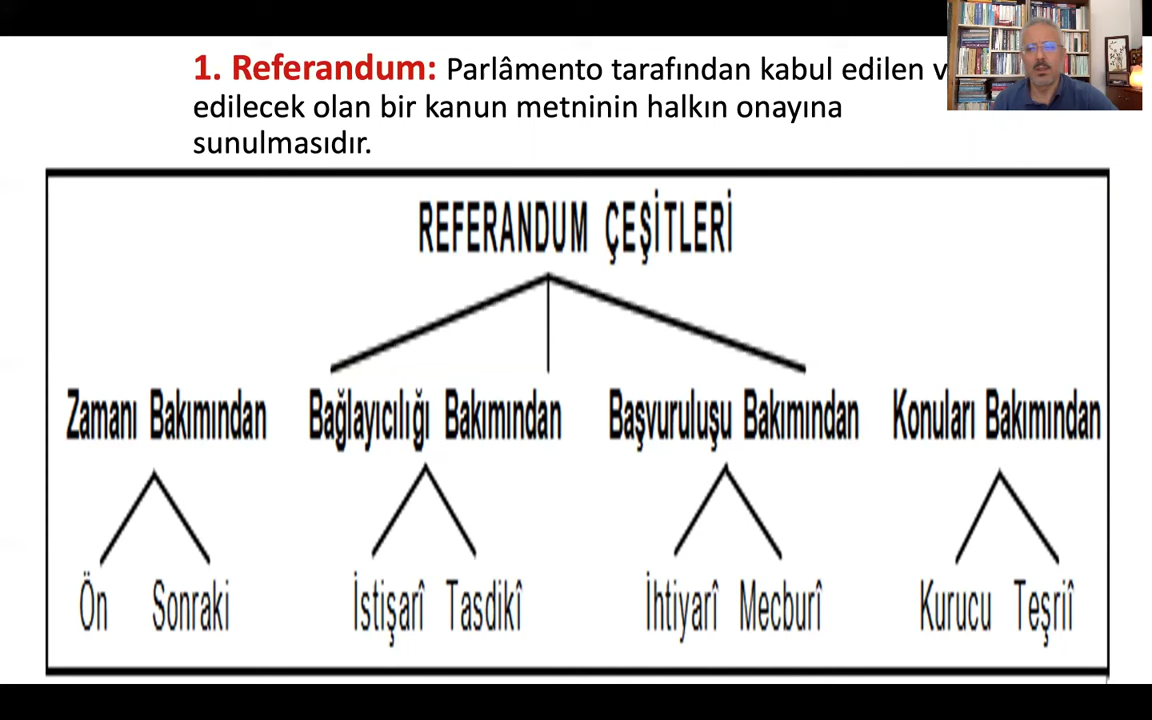 1. Referandum: Parlâmento tarafından kabul edilen v
edilecek olan bir kanun metninin halkın onayına
sunulmasıdır.
REFERANDUM ÇEŞİTLERİ
Zamanı Bakımından Bağlayıcılığı Bakımından Başvuruluşu Bakımından Konuları Bakımından
Ön Sonraki İstişarî Tasdikî İhtiyarî Mecburî Kurucu Teşriî